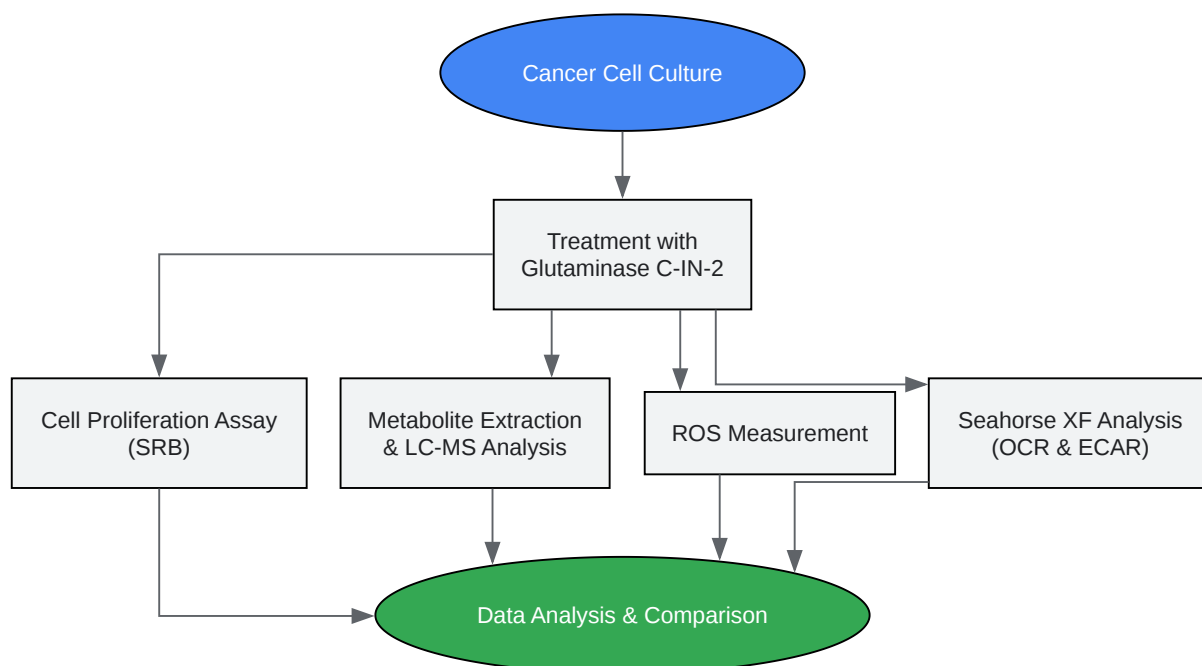 Cancer Cell Culture
Treatment with
Glutaminase C-IN-2
Cell Proliferation Assay
(SRB)
Metabolite Extraction
& LC-MS Analysis
ROS Measurement
Seahorse XF Analysis
(OCR & ECAR)
Data Analysis & Comparison